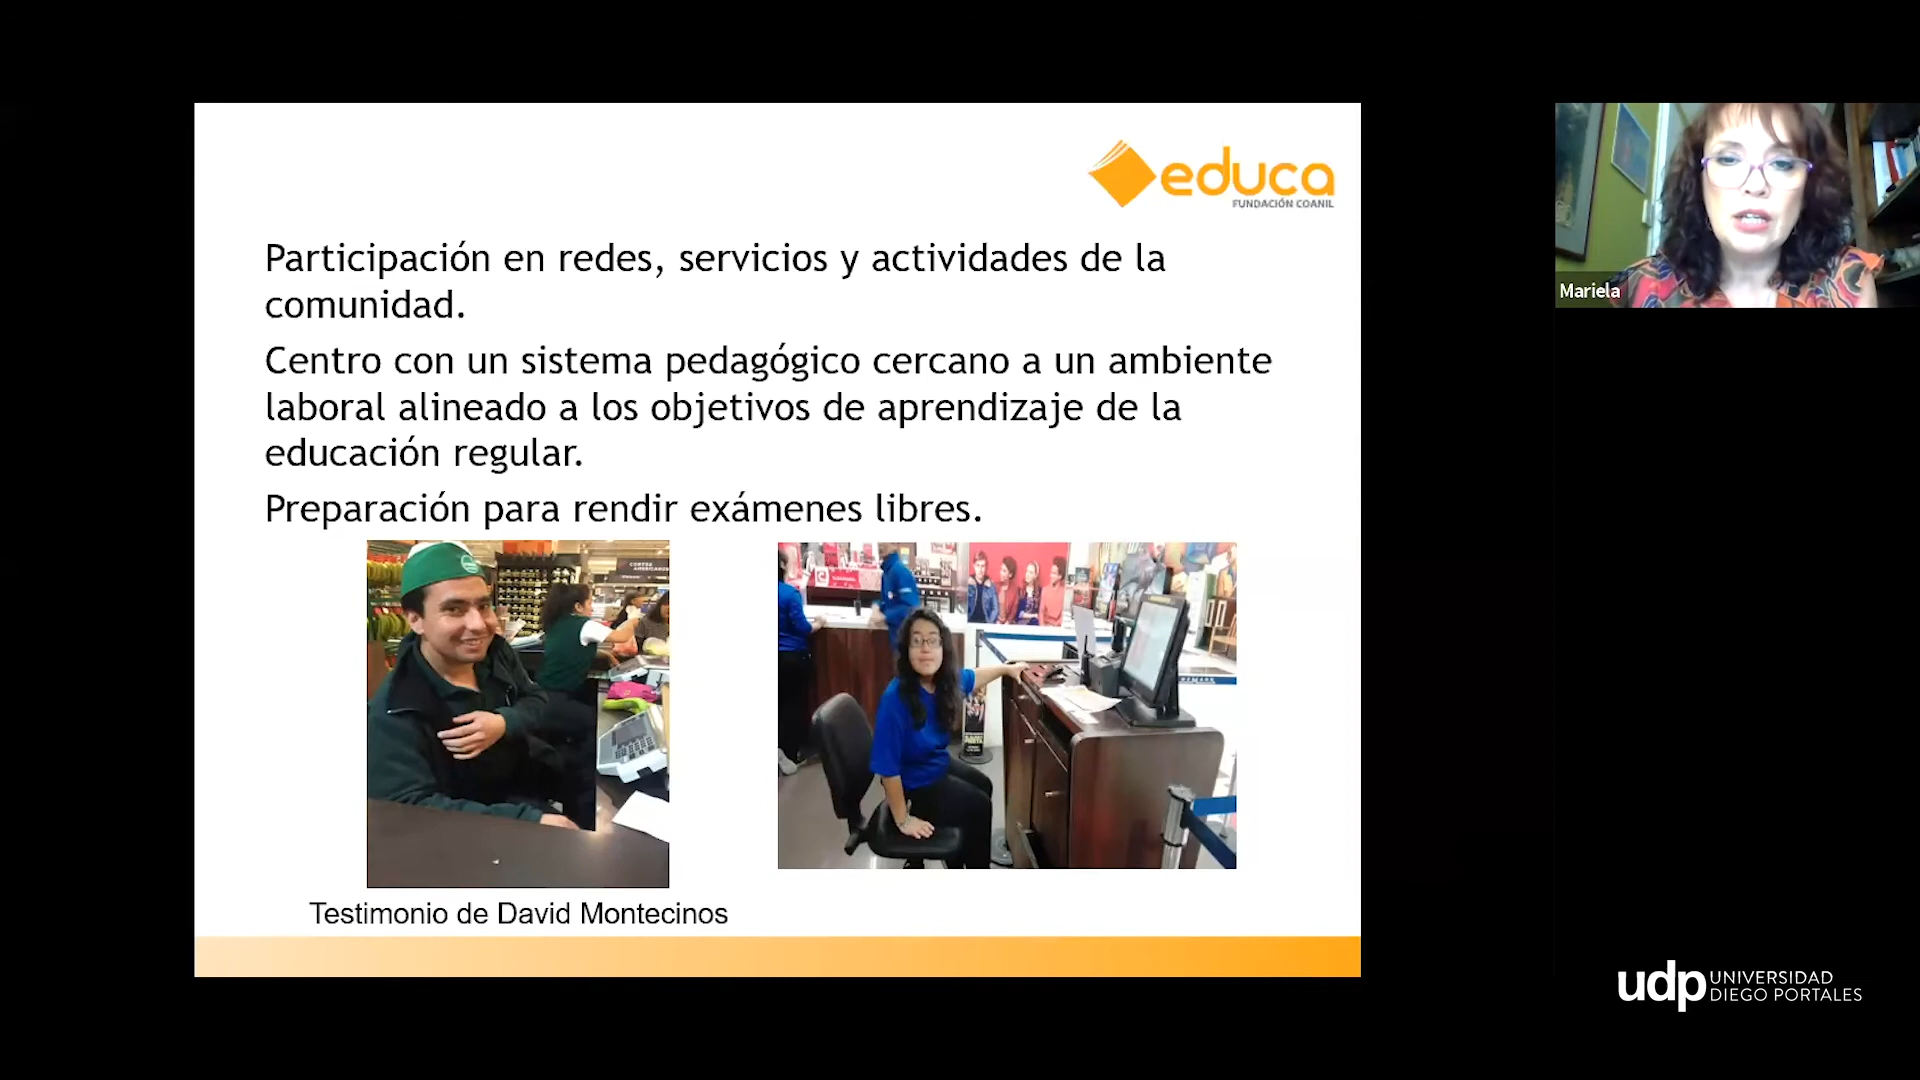 educa
FUNDACIÓN COANIL
Participación en redes, servicios y actividades de la
comunidad.
Centro con un sistema pedagógico cercano a un ambiente
laboral alineado a los objetivos de aprendizaje de la
educación regular.
Preparación para rendir exámenes libres.
Testimonio de David Montecinos
Mariela
udp UNIVERSIDAD
DIEGO PORTALES